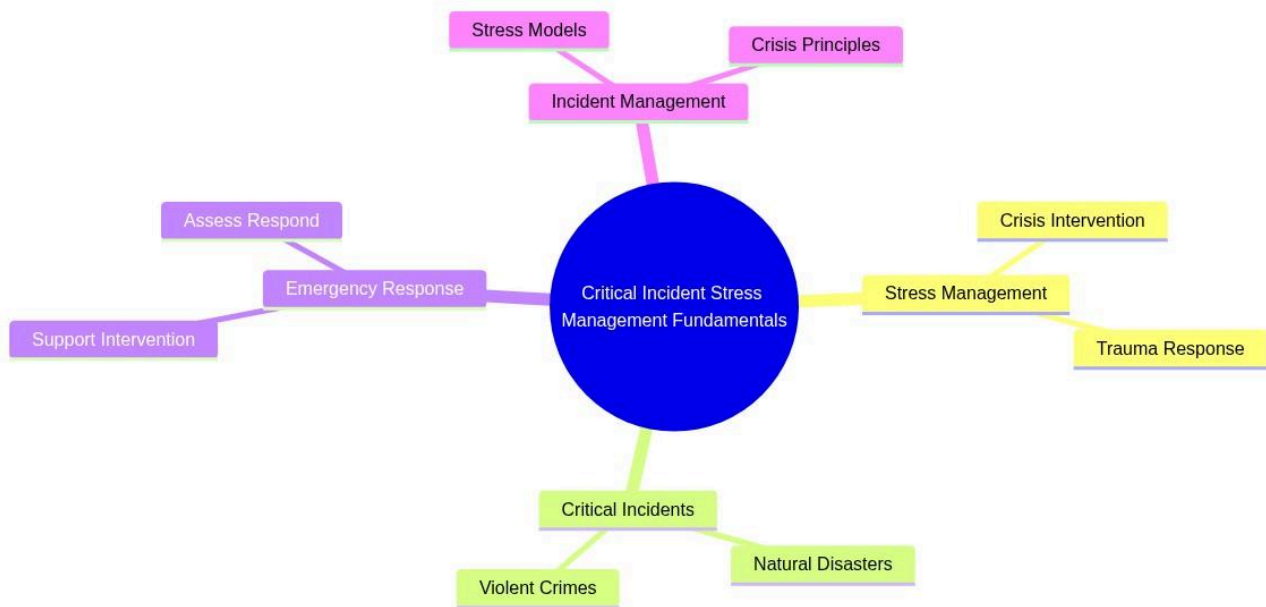 Stress Models
Crisis Principles
Incident Management
Assess Respond
Crisis Intervention
Emergency Response
Critical Incident Stress
Management Fundamentals
Stress Management
Support Intervention
Trauma Response
Critical Incidents
Natural Disasters
Violent Crimes